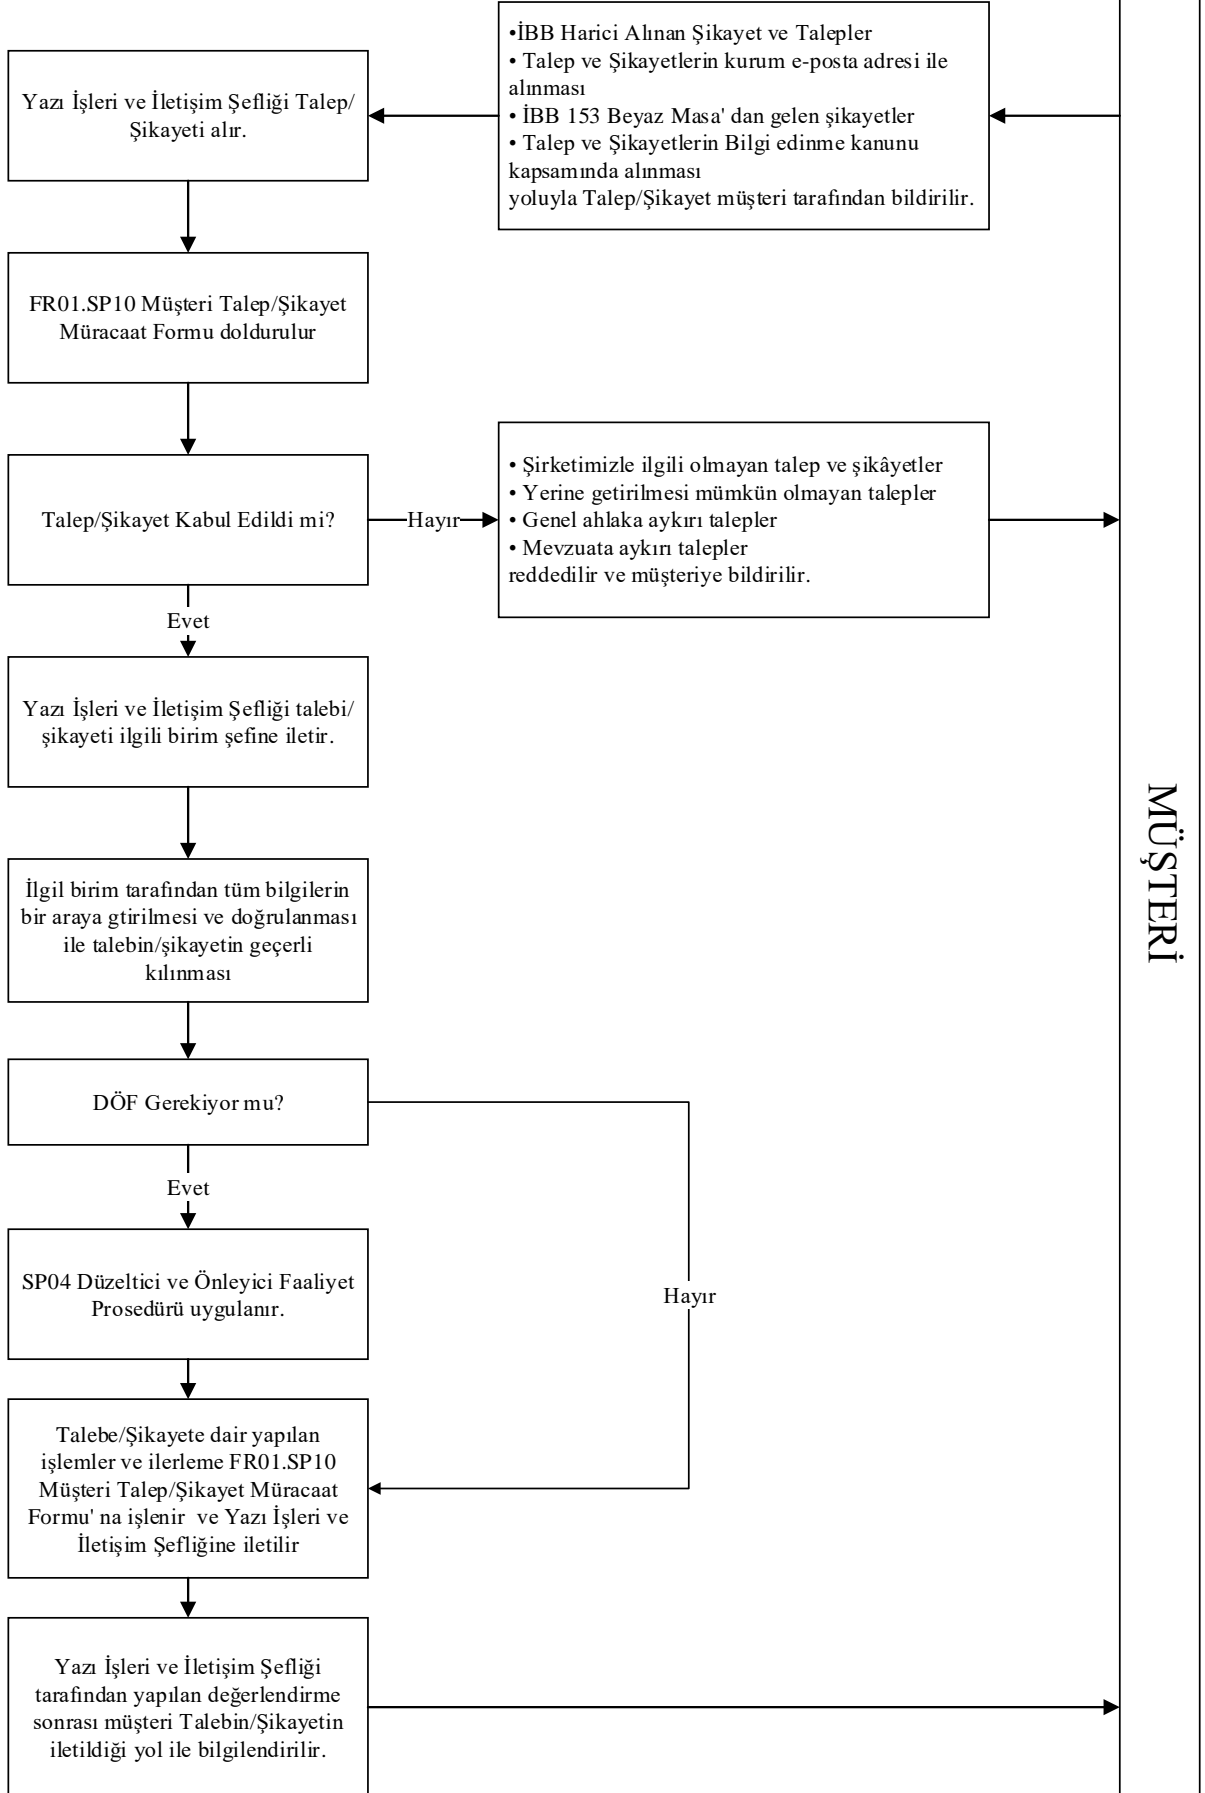 •İBB Harici Alınan Şikayet ve Talepler
• Talep ve Şikayetlerin kurum e-posta adresi ile
alınması
• İBB 153 Beyaz Masa' dan gelen şikayetler
• Talep ve Şikayetlerin Bilgi edinme kanunu
kapsamında alınması
yoluyla Talep/Şikayet müşteri tarafından bildirilir.
Yazı İşleri ve İletişim Şefliği Talep/
Şikayeti alır.
FR01.SP10 Müşteri Talep/Şikayet
Müracaat Formu doldurulur
Talep/Şikayet Kabul Edildi mi?
Hayır
• Şirketimizle ilgili olmayan talep ve şikâyetler
• Yerine getirilmesi mümkün olmayan talepler
• Genel ahlaka aykırı talepler
• Mevzuata aykırı talepler
reddedilir ve müşteriye bildirilir.
Evet
Yazı İşleri ve İletişim Şefliği talebi/
şikayeti ilgili birim şefine iletir.
MÜŞTERİ
İlgil birim tarafından tüm bilgilerin
bir araya gtirilmesi ve doğrulanması
ile talebin/şikayetin geçerli
kılınması
DÖF Gerekiyor mu?
Evet
SP04 Düzeltici ve Önleyici Faaliyet
Prosedürü uygulanır.
Hayır
Talebe/Şikayete dair yapılan
işlemler ve ilerleme FR01.SP10
Müşteri Talep/Şikayet Müracaat
Formu' na işlenir  ve Yazı İşleri ve
İletişim Şefliğine iletilir
Yazı İşleri ve İletişim Şefliği
tarafından yapılan değerlendirme
sonrası müşteri Talebin/Şikayetin
iletildiği yol ile bilgilendirilir.